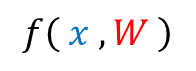 f( x ,W )